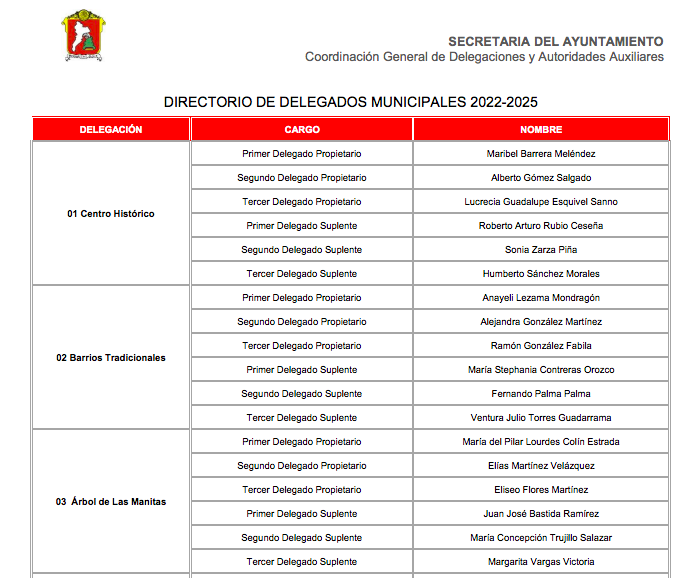 SECRETARIA DEL AYUNTAMIENTO
Coordinación General de Delegaciones y Autoridades Auxiliares
DIRECTORIO DE DELEGADOS MUNICIPALES 2022-2025
DELEGACIÓN CARGO NOMBRE
01 Centro Histórico
Primer Delegado Propietario Maribel Barrera Meléndez
Segundo Delegado Propietario Alberto Gómez Salgado
Tercer Delegado Propietario Lucrecia Guadalupe Esquivel Sanno
Primer Delegado Suplente Roberto Arturo Rubio Ceseña
Segundo Delegado Suplente Sonia Zarza Piña
Tercer Delegado Suplente Humberto Sánchez Morales
02 Barrios Tradicionales
Primer Delegado Propietario Anayeli Lezama Mondragón
Segundo Delegado Propietario Alejandra González Martínez
Tercer Delegado Propietario Ramón González Fabila
Primer Delegado Suplente María Stephania Contreras Orozco
Segundo Delegado Suplente Fernando Palma Palma
Tercer Delegado Suplente Ventura Julio Torres Guadarrama
03 Árbol de Las Manitas
Primer Delegado Propietario María del Pilar Lourdes Colín Estrada
Segundo Delegado Propietario Elías Martínez Velázquez
Tercer Delegado Propietario Eliseo Flores Martínez
Primer Delegado Suplente Juan José Bastida Ramírez
Segundo Delegado Suplente María Concepción Trujillo Salazar
Tercer Delegado Suplente Margarita Vargas Victoria